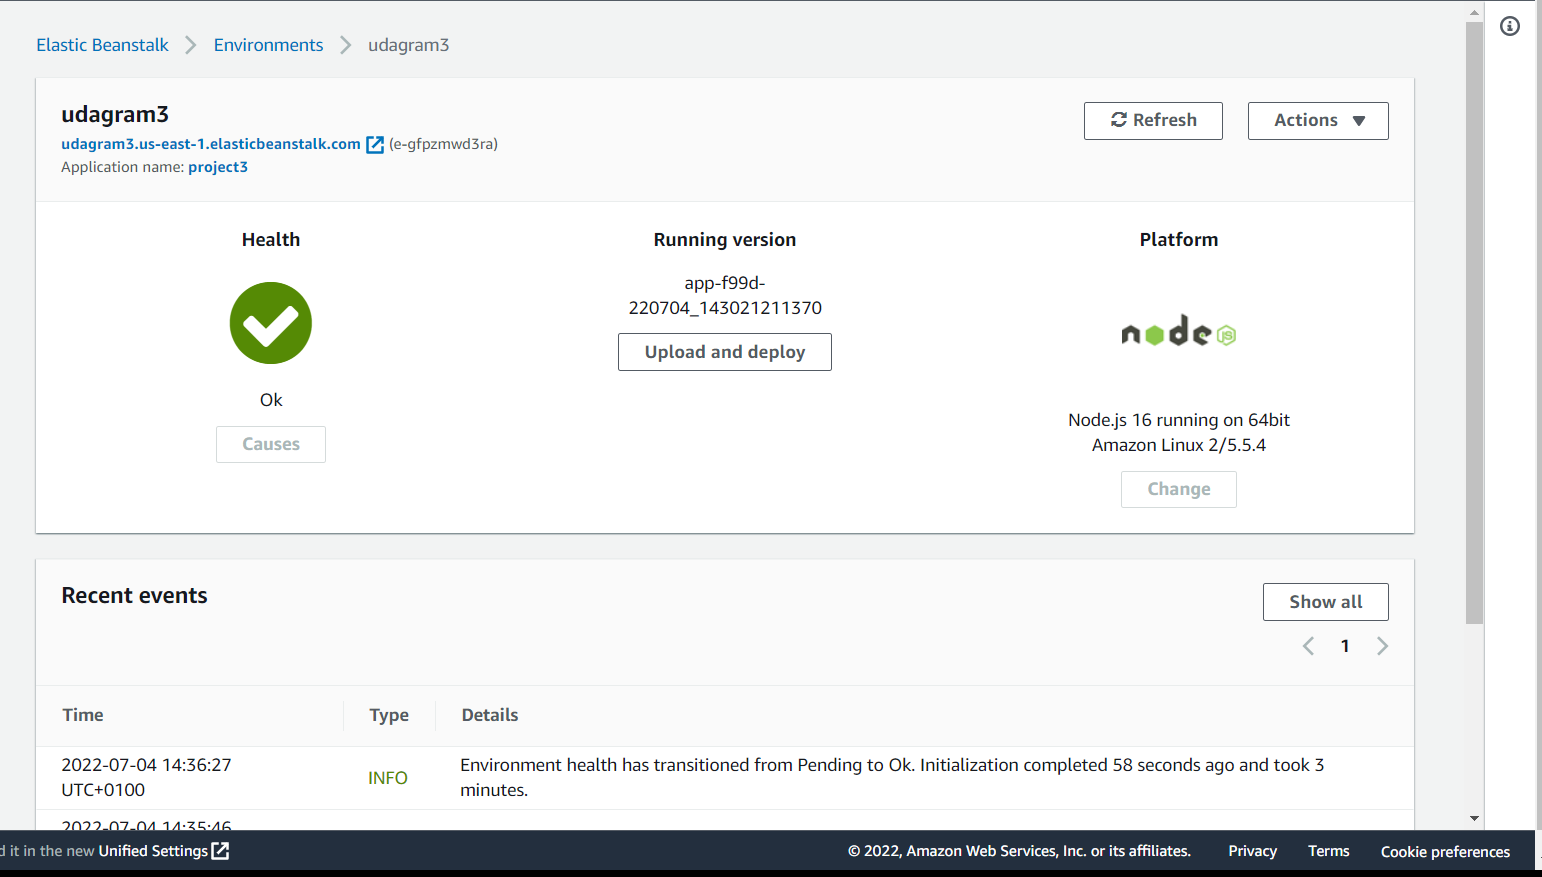 Elastic Beanstalk > Environments > udagram3
udagram3
udagram3.us-east-1.elasticbeanstalk.com (e-gfpzmwd3ra)
Application name: project3
Refresh
Actions
Health
Ok
Causes
Running version
app-f99d-
220704_143021211370
Upload and deploy
Platform
node JS
Node.js 16 running on 64bit
Amazon Linux 2/5.5.4
Change
Recent events
Show all
1
Time Type Details
2022-07-04 14:36:27
UTC+0100
INFO
Environment health has transitioned from Pending to Ok. Initialization completed 58 seconds ago and took 3
minutes.
2022-07-04 14:35:46
d it in the new Unified Settings
© 2022, Amazon Web Services, Inc. or its affiliates. Privacy Terms Cookie preferences